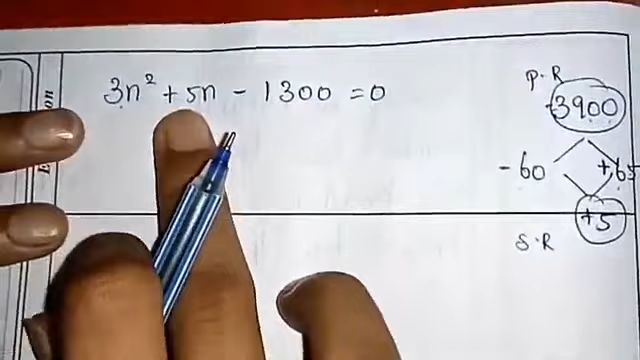 3n² + 5n - 1300 = 0
P.R
-3900
-60 +65
+5
S.R